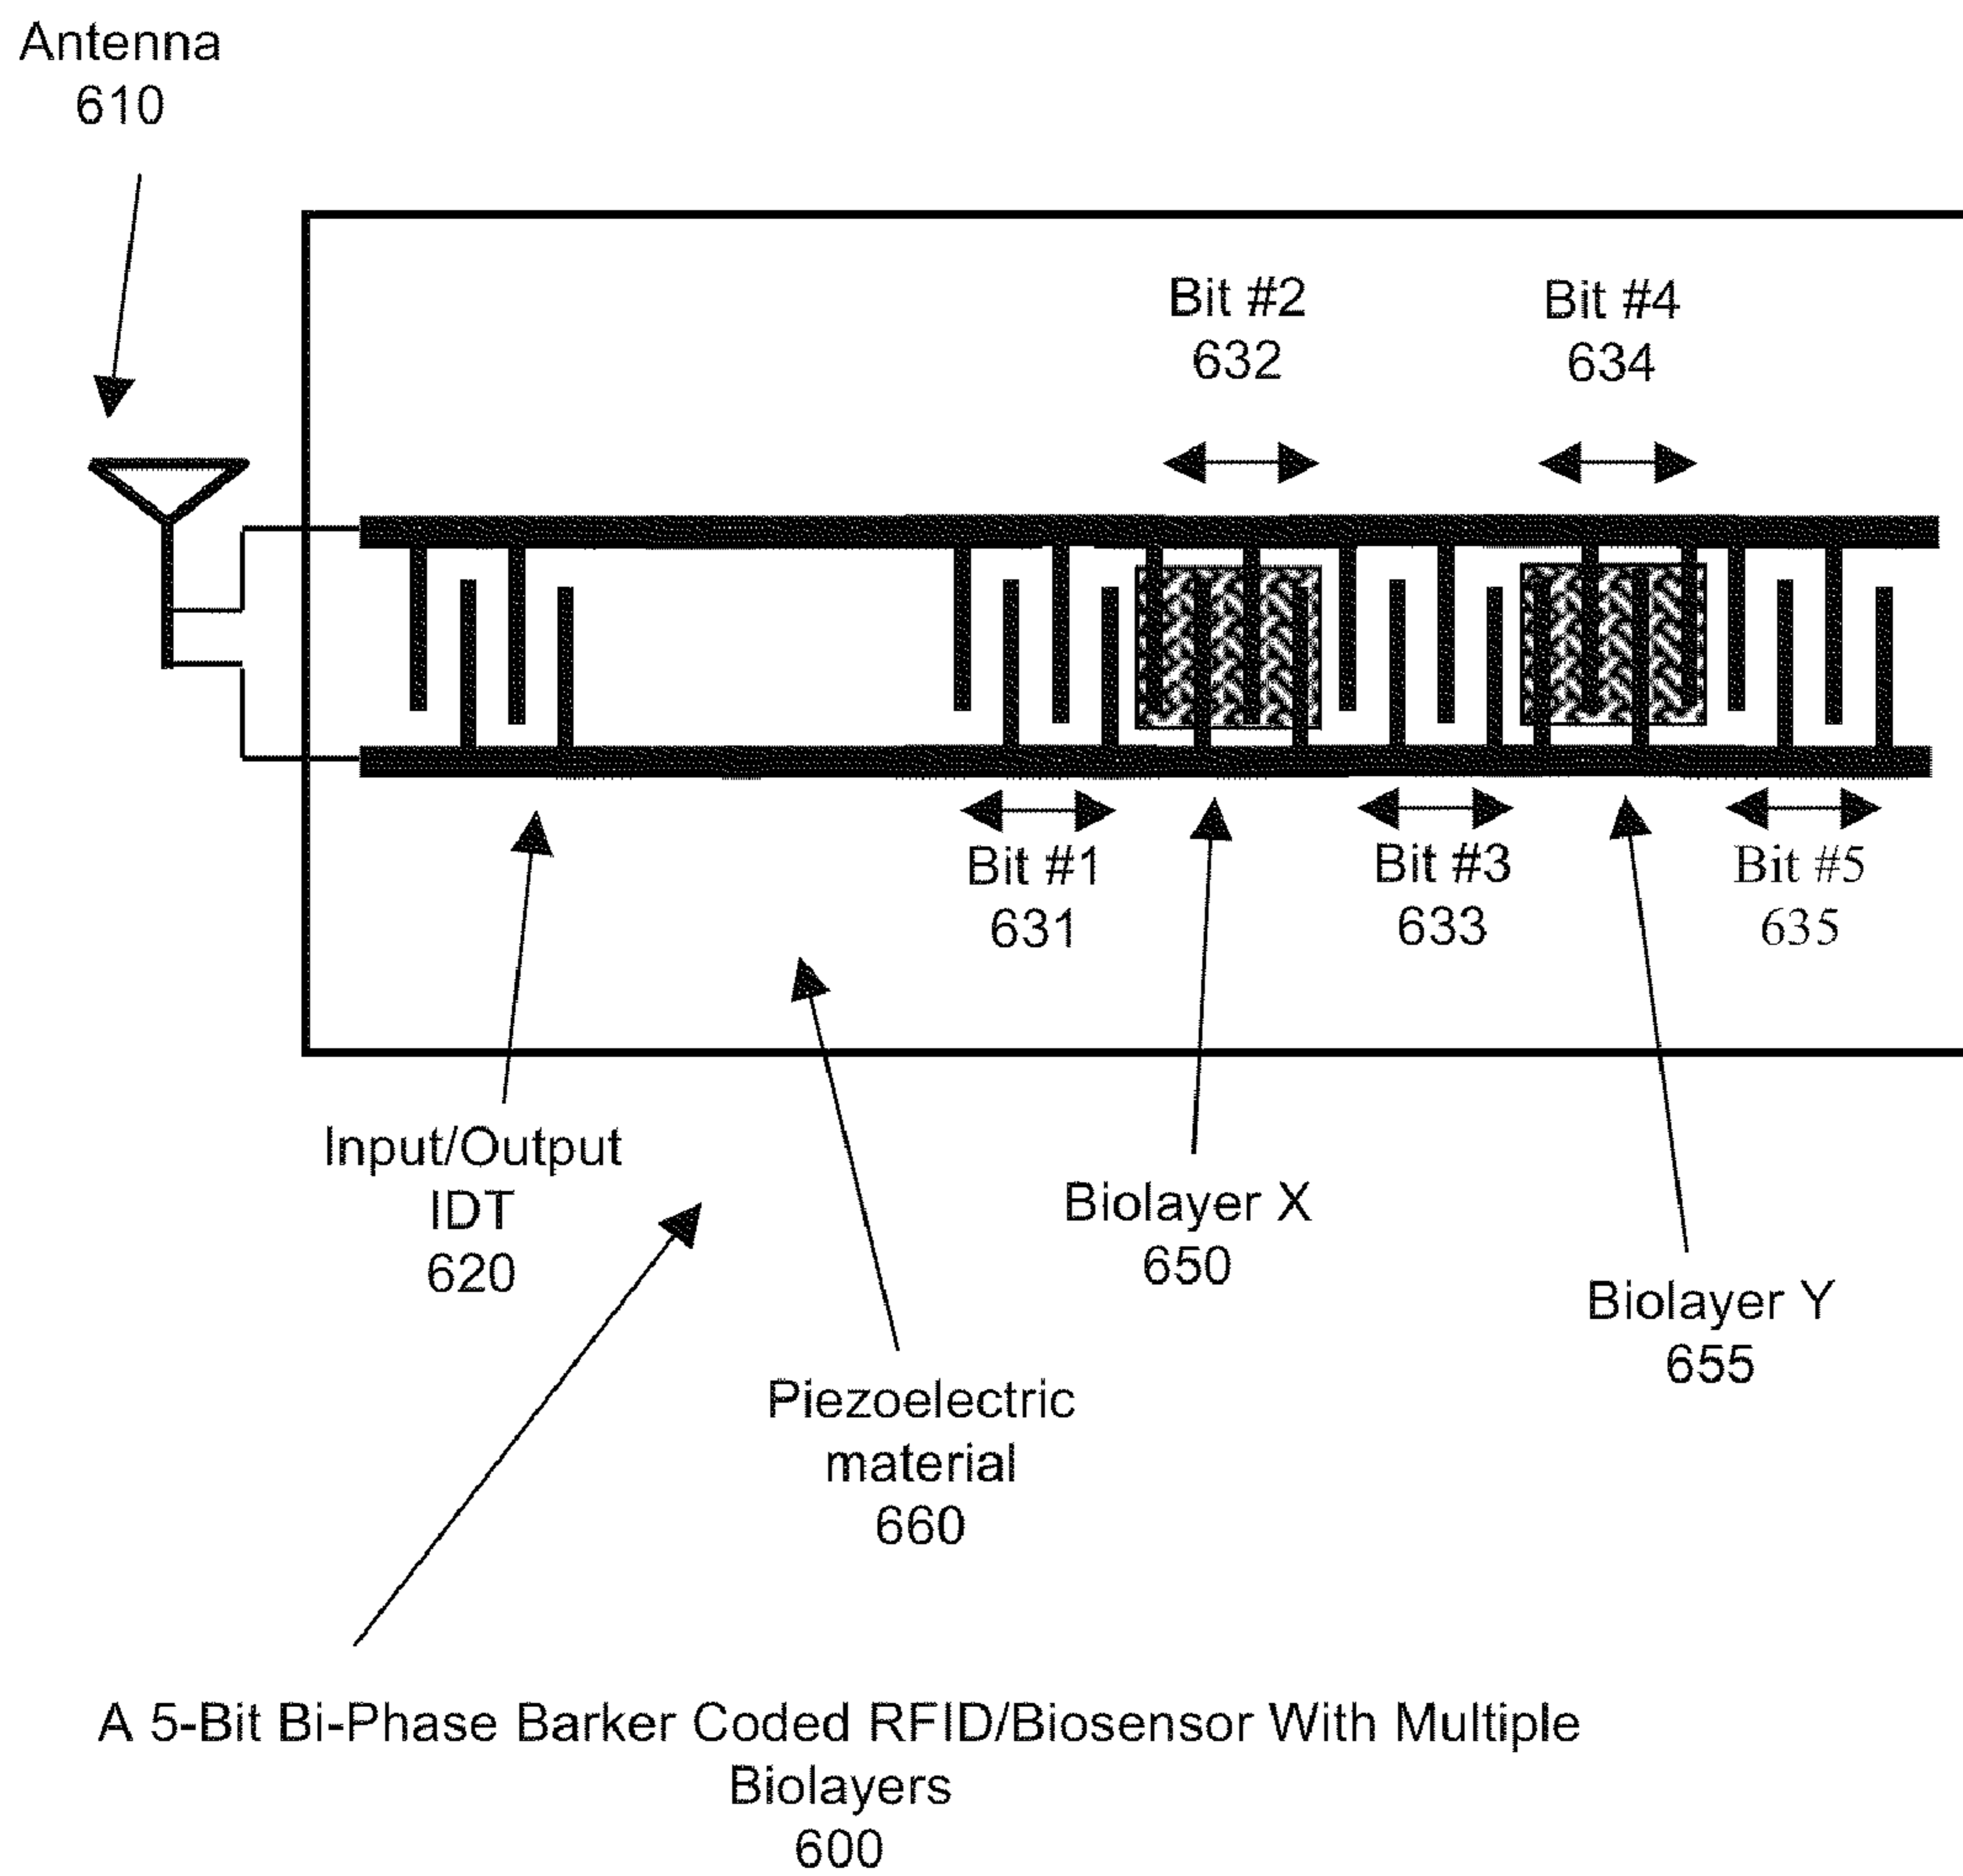 Antenna
610
Bit #2
632
Bit #4
634
Bit #1
631
Bit #3
633
Bit #5
635
Input/Output
IDT
620
Biolayer X
650
Biolayer Y
655
Piezoelectric
material
660
A 5-Bit Bi-Phase Barker Coded RFID/Biosensor With Multiple
Biolayers
600